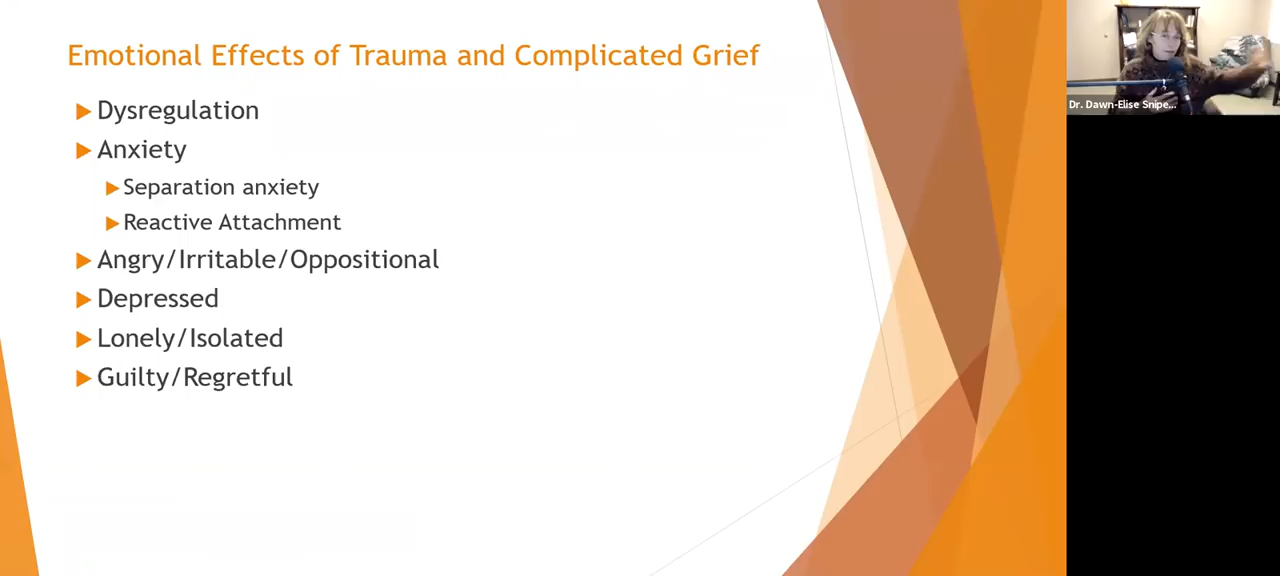 Emotional Effects of Trauma and Complicated Grief
Dysregulation
Anxiety
Separation anxiety
Reactive Attachment
Angry/Irritable/Oppositional
Depressed
Lonely/Isolated
Guilty/Regretful
Dr. Dawn-Elise Snipe...